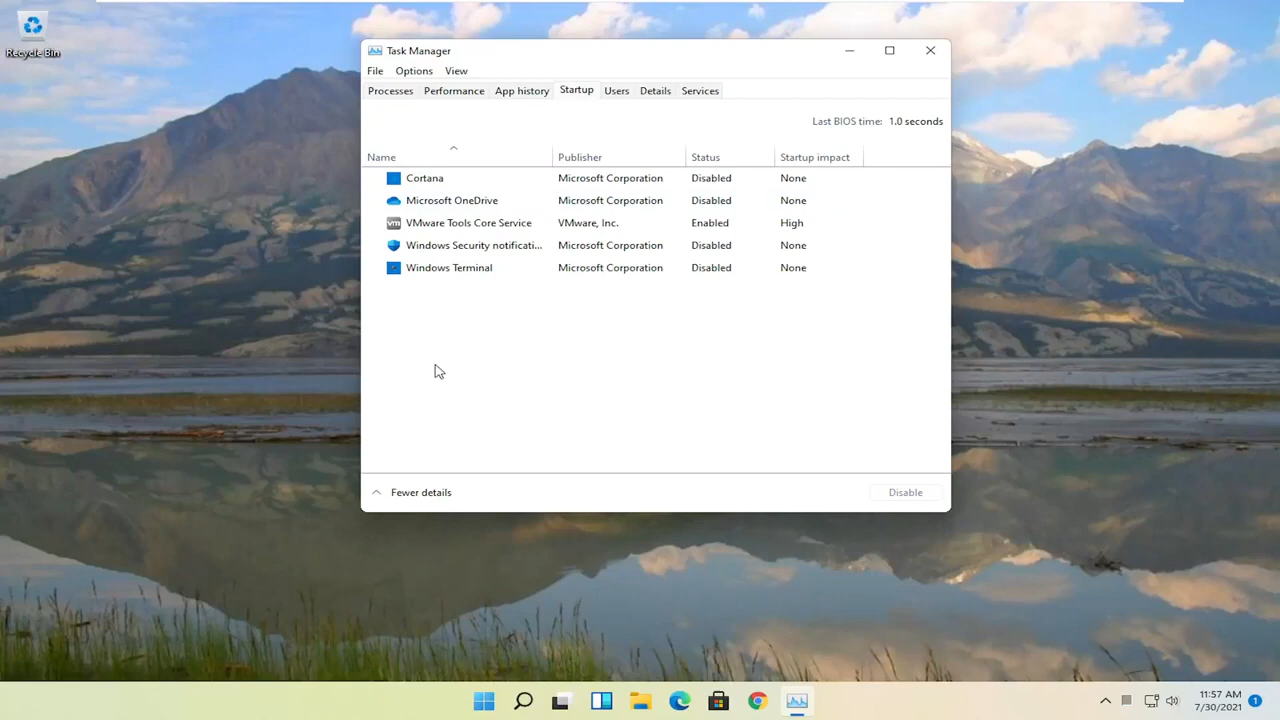 Recycle Bin
Task Manager
File Options View
Processes Performance App history Startup Users Details Services
Last BIOS time: 1.0 seconds
Name Publisher Status Startup impact
Cortana Microsoft Corporation Disabled None
Microsoft OneDrive Microsoft Corporation Disabled None
vm VMware Tools Core Service VMware, Inc. Enabled High
Windows Security notificati... Microsoft Corporation Disabled None
Windows Terminal Microsoft Corporation Disabled None
Fewer details Disable
11:57 AM
7/30/2021
1